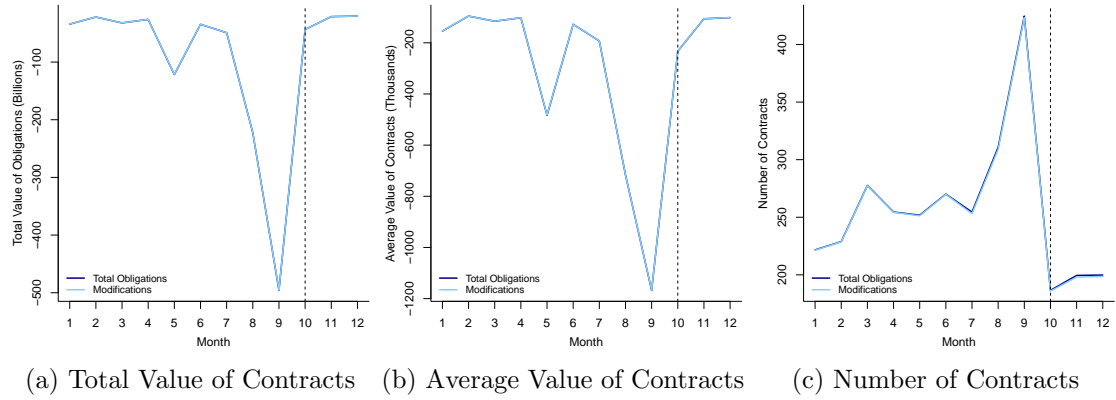 Total Value of Obligations (Billions)
-100
-200
-300
-400
-500
Total Obligations
Modifications
1 2 3 4 5 6 7 8 9 10 11 12
Month
(a) Total Value of Contracts
Average Value of Contracts (Thousands)
-200
-400
-600
-800
-1000
-1200
Total Obligations
Modifications
1 2 3 4 5 6 7 8 9 10 11 12
Month
(b) Average Value of Contracts
Number of Contracts
400
350
300
250
200
Total Obligations
Modifications
1 2 3 4 5 6 7 8 9 10 11 12
Month
(c) Number of Contracts